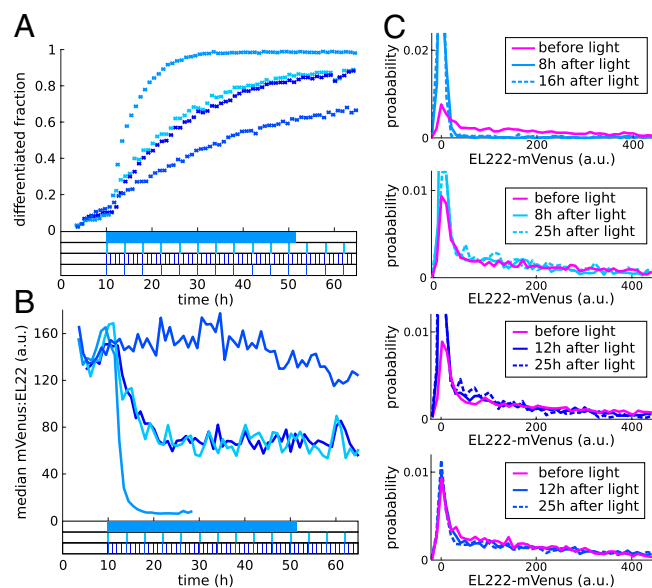 A
differentiated fraction
1
0.8
0.6
0.4
0.2
0
0 10 20 30 40 50 60
time (h)
B
median mVenus:EL22 (a.u.)
160
120
80
40
0
0 10 20 30 40 50 60
time (h)
C
proability
0.02
0
before light
8h after light
16h after light
0 200 400
EL222-mVenus (a.u.)
probability
0.01
0
before light
8h after light
25h after light
0 200 400
EL222-mVenus (a.u.)
proability
0.01
0
before light
12h after light
25h after light
0 200 400
EL222-mVenus (a.u.)
proability
0.01
0
before light
12h after light
25h after light
0 200 400
EL222-mVenus (a.u.)